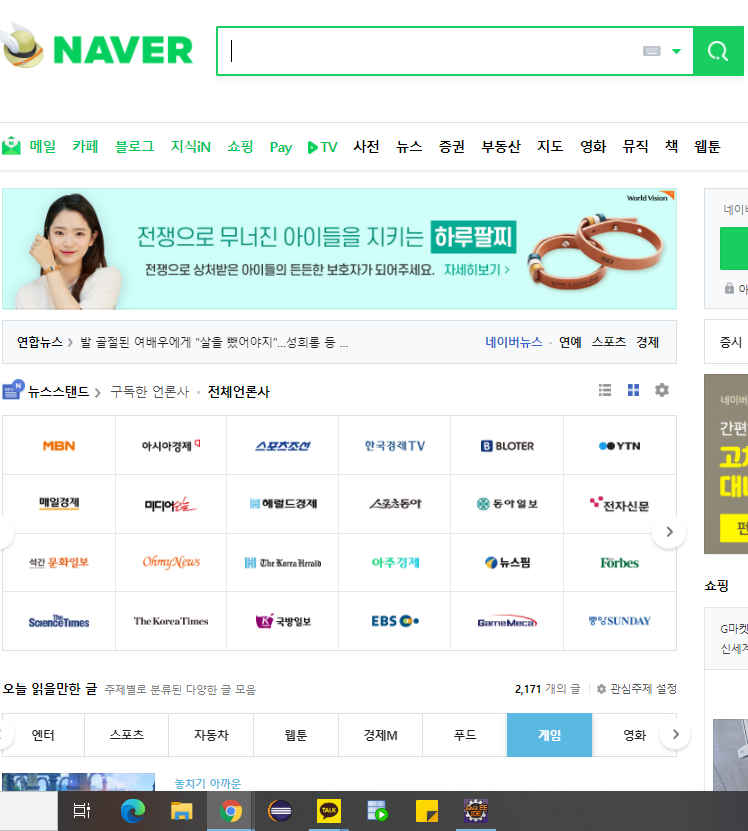 NAVER
메일 카페 블로그 지식iN 쇼핑 Pay TV 사전 뉴스 증권 부동산 지도 영화 뮤직 책 웹툰
World Vision
전쟁으로 무너진 아이들을 지키는 하루팔찌
전쟁으로 상처받은 아이들의 든든한 보호자가 되어주세요. 자세히보기 >
연합뉴스 > 발 골절된 여배우에게 "살을 뺐어야지"...성희롱 등 ... 네이버뉴스 · 연예 스포츠 경제
증시
뉴스스탠드 > 구독한 언론사 · 전체언론사
MBN 아시아경제 스포츠조선 한국경제TV BLOTER YTN
매일경제 미디어오늘 헤럴드경제 스포츠동아 동아일보 전자신문
석간 문화일보 OhmyNews The Korea Herald 아주경제 뉴스핌 Forbes
The ScienceTimes The Korea Times 국방일보 EBS GameMeca 중앙SUNDAY
네이버
간편
고
대
펀
쇼핑
G마켓
신세계
오늘 읽을만한 글 주제별로 분류된 다양한 글 모음 2,171 개의 글 관심주제 설정
엔터 스포츠 자동차 웹툰 경제M 푸드 게임 영화
놓치기 아까운
TALK
Java EE
IDE